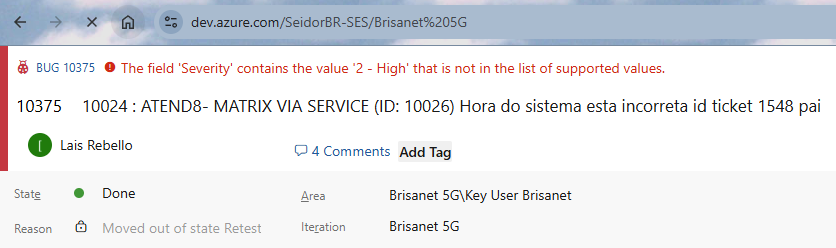 dev.azure.com/SeidorBR-SES/Brisanet%205G
BUG 10375 The field 'Severity' contains the value '2 - High' that is not in the list of supported values.
10375 10024 : ATEND8- MATRIX VIA SERVICE (ID: 10026) Hora do sistema esta incorreta id ticket 1548 pai
[ Lais Rebello
4 Comments Add Tag
State Done
Area Brisanet 5G\Key User Brisanet
Reason Moved out of state Retest
Iteration Brisanet 5G